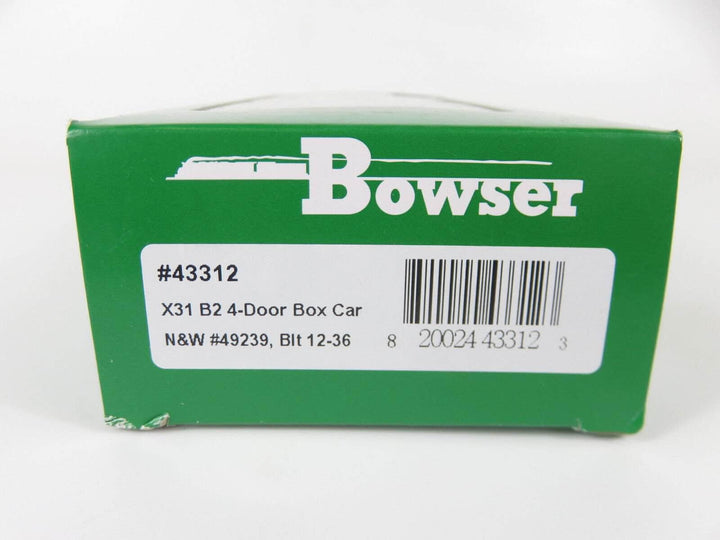 Bowser
#43312
X31 B2 4-Door Box Car
N&W #49239, Blt 12-36
8 20024 43312 3